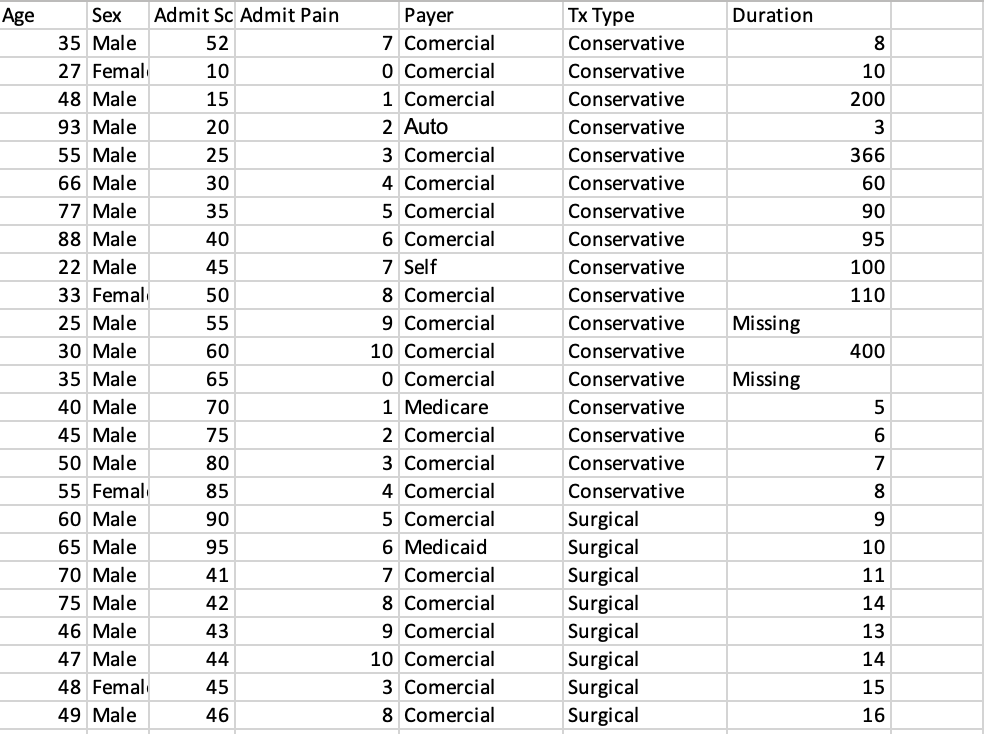 Age Sex Admit Sc Admit Pain Payer Tx Type Duration
35 Male 52 7 Comercial Conservative 8
27 Femal 10 0 Comercial Conservative 10
48 Male 15 1 Comercial Conservative 200
93 Male 20 2 Auto Conservative 3
55 Male 25 3 Comercial Conservative 366
66 Male 30 4 Comercial Conservative 60
77 Male 35 5 Comercial Conservative 90
88 Male 40 6 Comercial Conservative 95
22 Male 45 7 Self Conservative 100
33 Femal 50 8 Comercial Conservative 110
25 Male 55 9 Comercial Conservative Missing
30 Male 60 10 Comercial Conservative 400
35 Male 65 0 Comercial Conservative Missing
40 Male 70 1 Medicare Conservative 5
45 Male 75 2 Comercial Conservative 6
50 Male 80 3 Comercial Conservative 7
55 Femal 85 4 Comercial Conservative 8
60 Male 90 5 Comercial Surgical 9
65 Male 95 6 Medicaid Surgical 10
70 Male 41 7 Comercial Surgical 11
75 Male 42 8 Comercial Surgical 14
46 Male 43 9 Comercial Surgical 13
47 Male 44 10 Comercial Surgical 14
48 Femal 45 3 Comercial Surgical 15
49 Male 46 8 Comercial Surgical 16